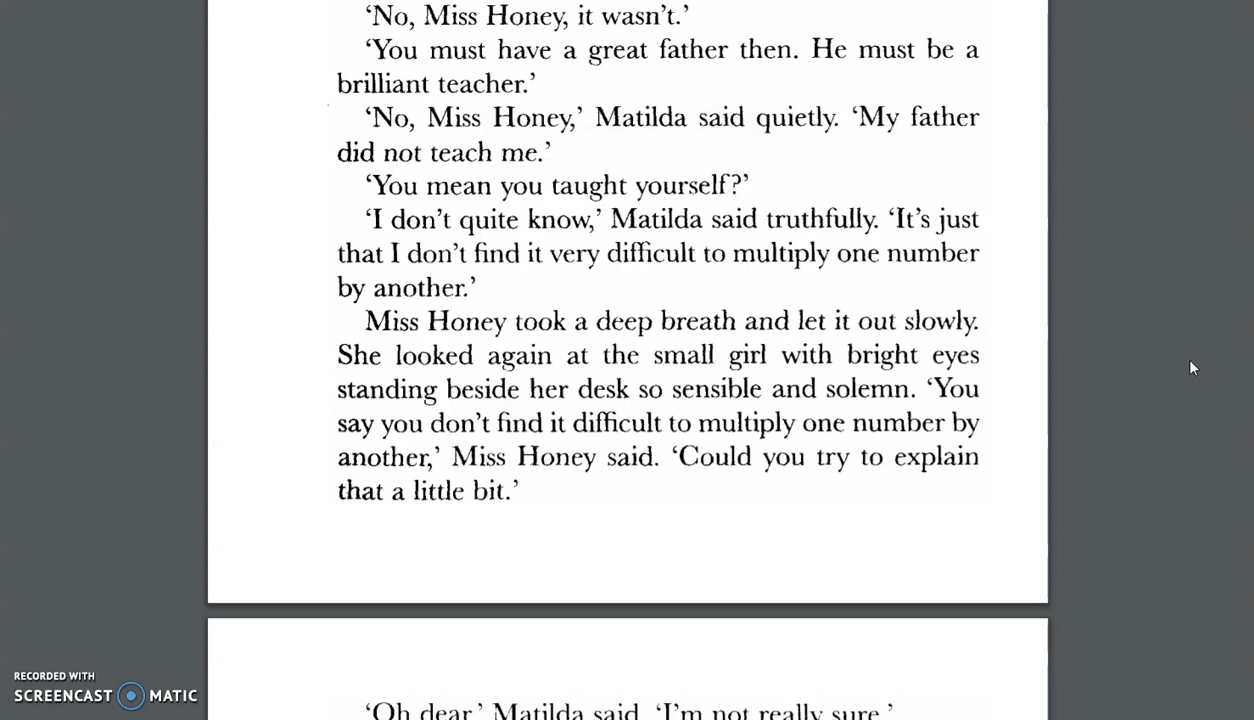 ‘No, Miss Honey, it wasn’t.’
‘You must have a great father then. He must be a
brilliant teacher.’
‘No, Miss Honey,’ Matilda said quietly. ‘My father
did not teach me.’
‘You mean you taught yourself?’
‘I don’t quite know,’ Matilda said truthfully. ‘It’s just
that I don’t find it very difficult to multiply one number
by another.’
Miss Honey took a deep breath and let it out slowly.
She looked again at the small girl with bright eyes
standing beside her desk so sensible and solemn. ‘You
say you don’t find it difficult to multiply one number by
another,’ Miss Honey said. ‘Could you try to explain
that a little bit.’
‘Oh dear,’ Matilda said. ‘I’m not really sure.’
RECORDED WITH
SCREENCAST MATIC